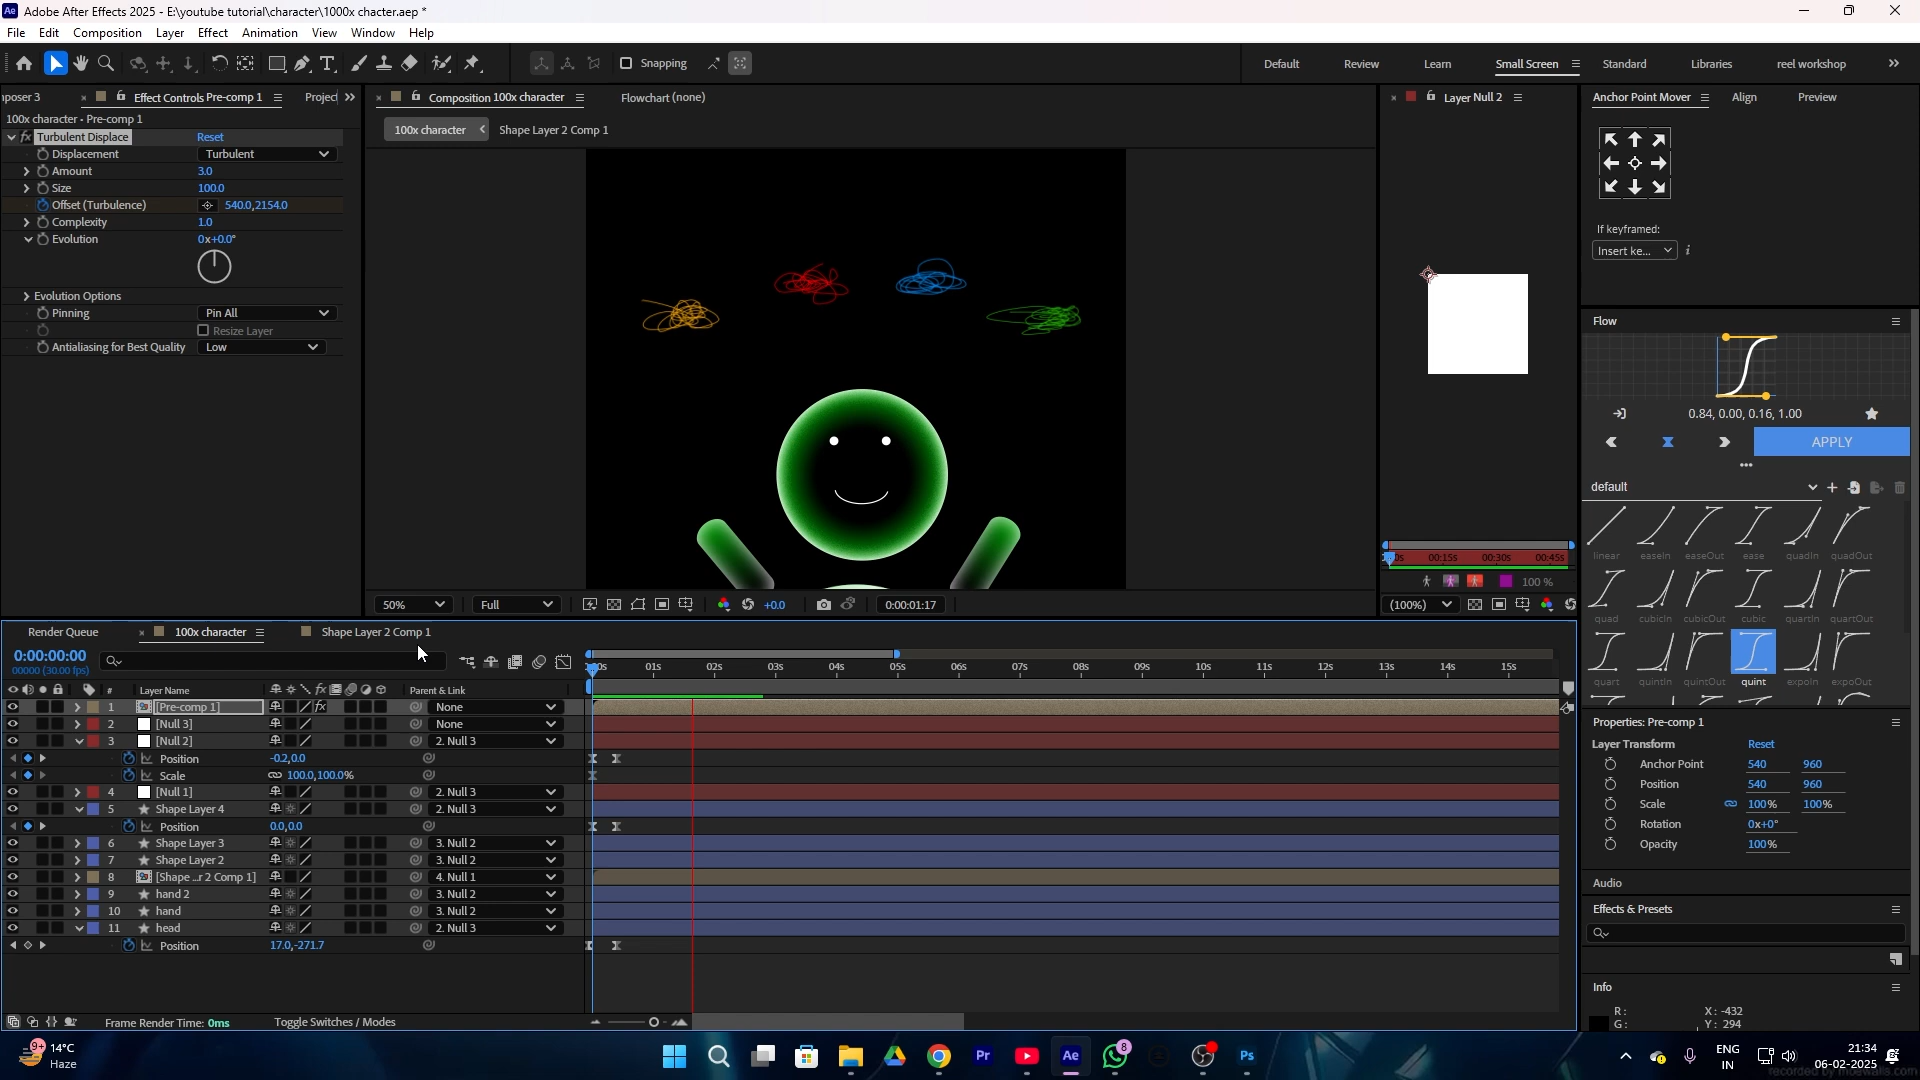 Adobe After Effects 2025 - E:\youtube tutorial\character\1000x chacter.aep *
File Edit Composition Layer Effect Animation View Window Help
Snapping
Default Review Learn Small Screen Standard Libraries reel workshop
nposer 3 Effect Controls Pre-comp 1 Project
Composition 100x character Flowchart (none)
Layer Null 2
Anchor Point Mover Align Preview
100x character - Pre-comp 1
100x character Shape Layer 2 Comp 1
Turbulent Displace Reset
Displacement Turbulent
Amount 3.0
Size 100.0
Offset (Turbulence) 540.0,2154.0
Complexity 1.0
Evolution 0x+0.0°
Evolution Options
Pinning Pin All
Resize Layer
Antialiasing for Best Quality Low
If keyframed:
Insert ke...
Flow
0.84, 0.00, 0.16, 1.00
APPLY
default
linear easeIn easeOut ease quadIn quadOut
quad cubicIn cubicOut cubic quartIn quartOut
quart quintIn quintOut quint expoIn expoOut
00:15s 00:30s 00:45s
100 %
50% Full +0.0 0:00:01:17
(100%)
Render Queue 100x character Shape Layer 2 Comp 1
0:00:00:00
00000 (30.00 fps)
:00s 01s 02s 03s 04s 05s 06s 07s 08s 09s 10s 11s 12s 13s 14s 15s
# Layer Name Parent & Link
1 [Pre-comp 1] None
2 [Null 3] None
3 [Null 2] 2. Null 3
Position -0.2,0.0
Scale 100.0,100.0%
4 [Null 1] 2. Null 3
5 Shape Layer 4 2. Null 3
Position 0.0,0.0
6 Shape Layer 3 3. Null 2
7 Shape Layer 2 3. Null 2
8 [Shape ...r 2 Comp 1] 4. Null 1
9 hand 2 3. Null 2
10 hand 3. Null 2
11 head 2. Null 3
Position 17.0,-271.7
Frame Render Time: 0ms Toggle Switches / Modes
Properties: Pre-comp 1
Layer Transform Reset
Anchor Point 540 960
Position 540 960
Scale 100% 100%
Rotation 0x+0°
Opacity 100%
Audio
Effects & Presets
Info
R: X: -432
G: Y: 294
9+ 14°C
Haze
Pr Ae 8 Ps
ENG
IN
21:34
06-02-2025